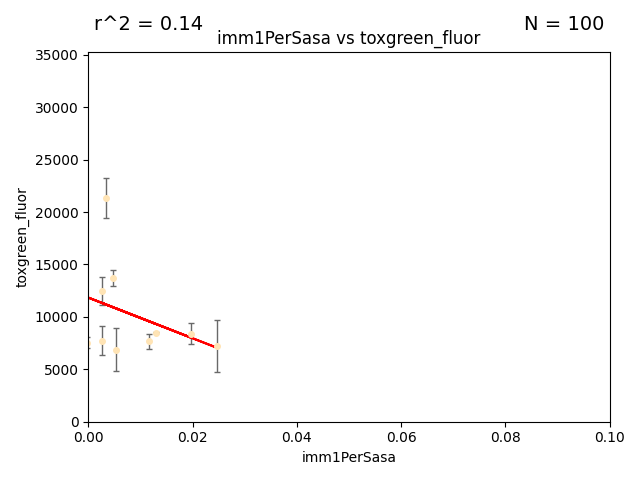 r^2 = 0.14
N = 100
imm1PerSasa vs toxgreen_fluor
35000
30000
25000
20000
15000
10000
5000
0
toxgreen_fluor
0.00 0.02 0.04 0.06 0.08 0.10
imm1PerSasa